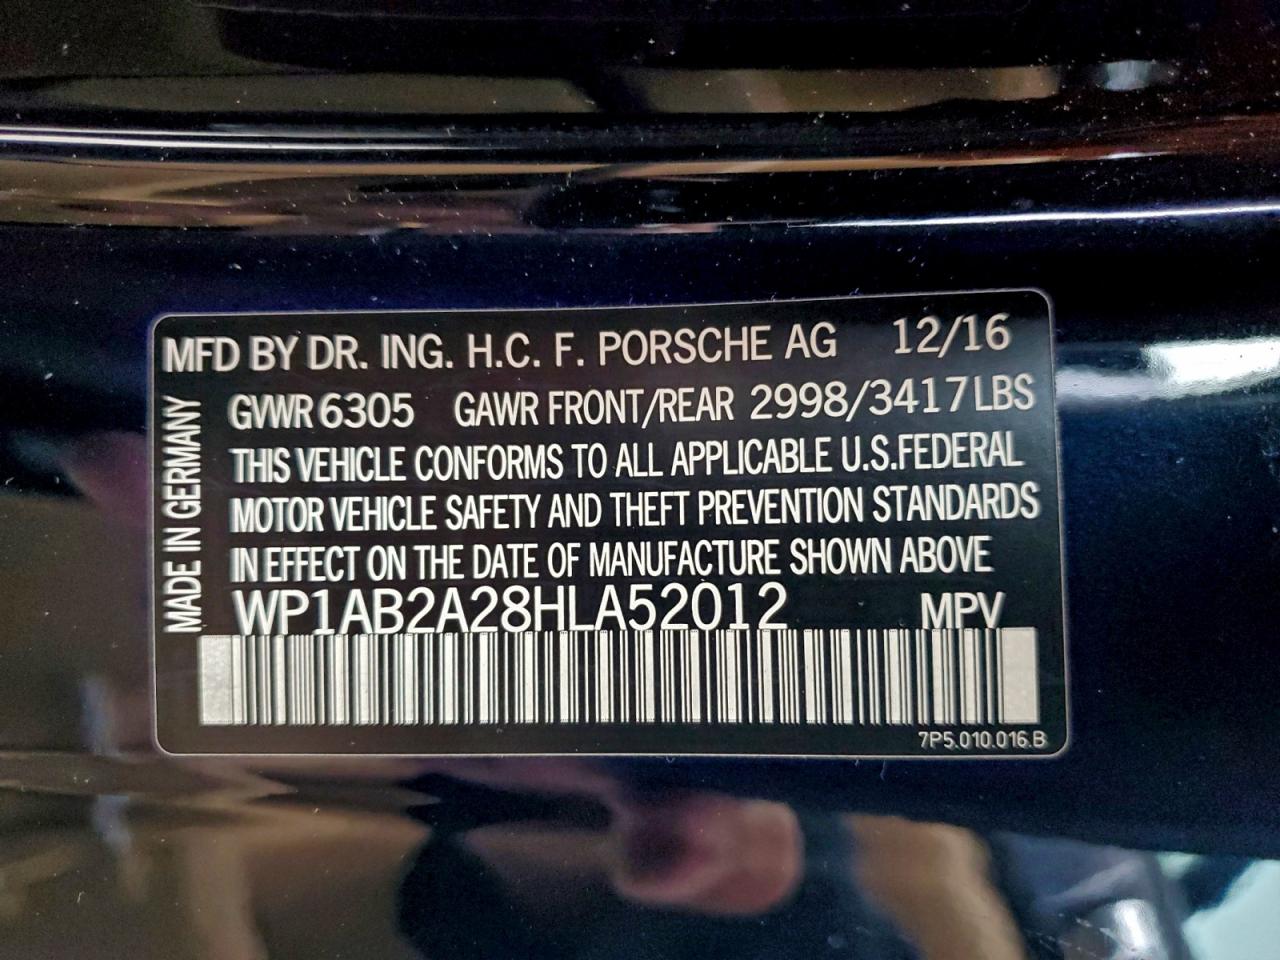 MFD BY DR. ING. H.C. F. PORSCHE AG 12/16
GVWR 6305 GAWR FRONT/REAR 2998/3417LBS
THIS VEHICLE CONFORMS TO ALL APPLICABLE U.S.FEDERAL
MOTOR VEHICLE SAFETY AND THEFT PREVENTION STANDARDS
IN EFFECT ON THE DATE OF MANUFACTURE SHOWN ABOVE
WP1AB2A28HLA52012 MPV
7P5.010.016.B
MADE IN GERMANY